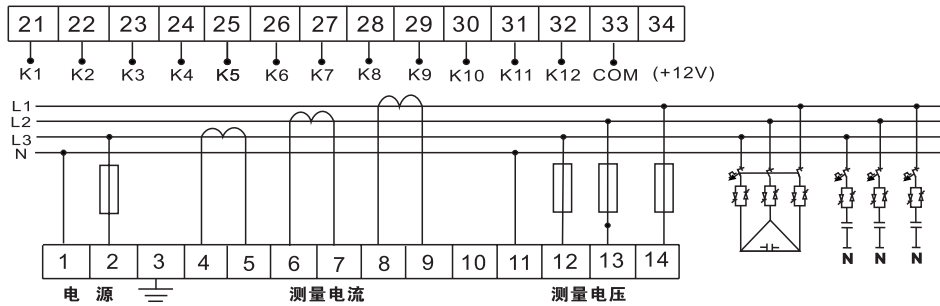 21 22 23 24 25 26 27 28 29 30 31 32 33 34
K1 K2 K3 K4 K5 K6 K7 K8 K9 K10 K11 K12 COM (+12V)
L1
L2
L3
N
N N N
1 2 3 4 5 6 7 8 9 10 11 12 13 14
电 源 测量电流 测量电压